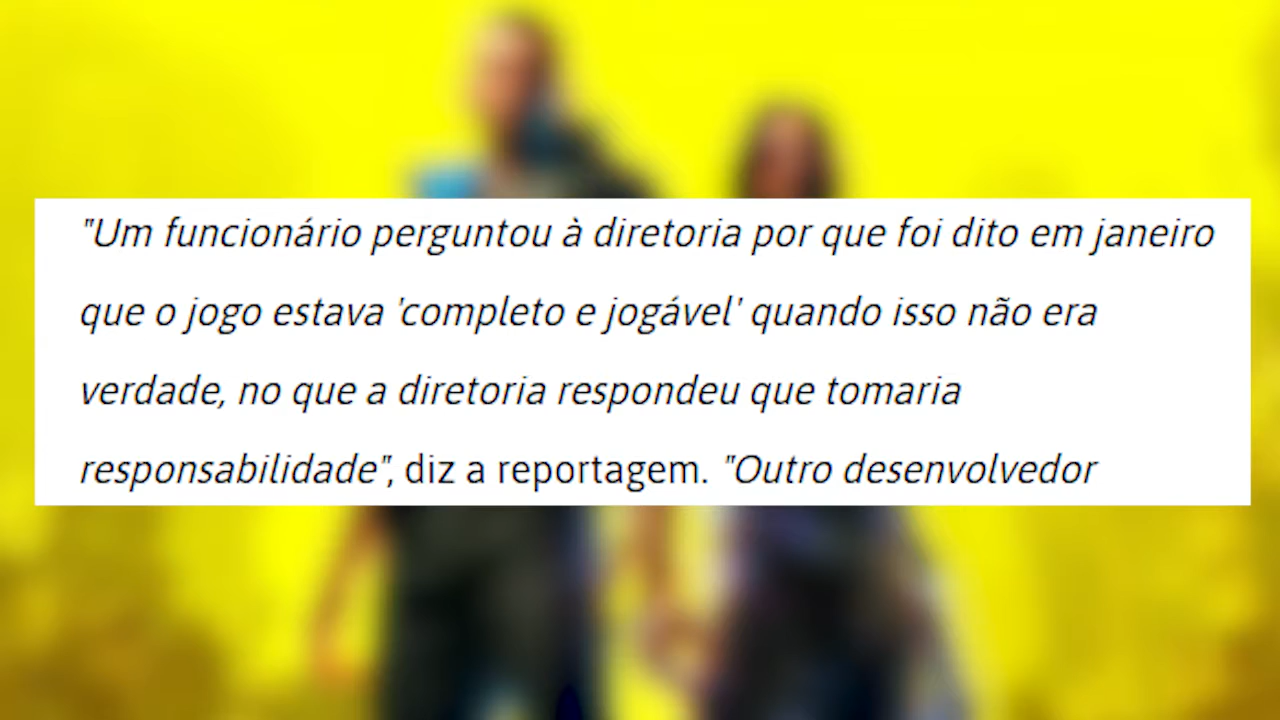 "Um funcionário perguntou à diretoria por que foi dito em janeiro
que o jogo estava 'completo e jogável' quando isso não era
verdade, no que a diretoria respondeu que tomaria
responsabilidade", diz a reportagem. "Outro desenvolvedor